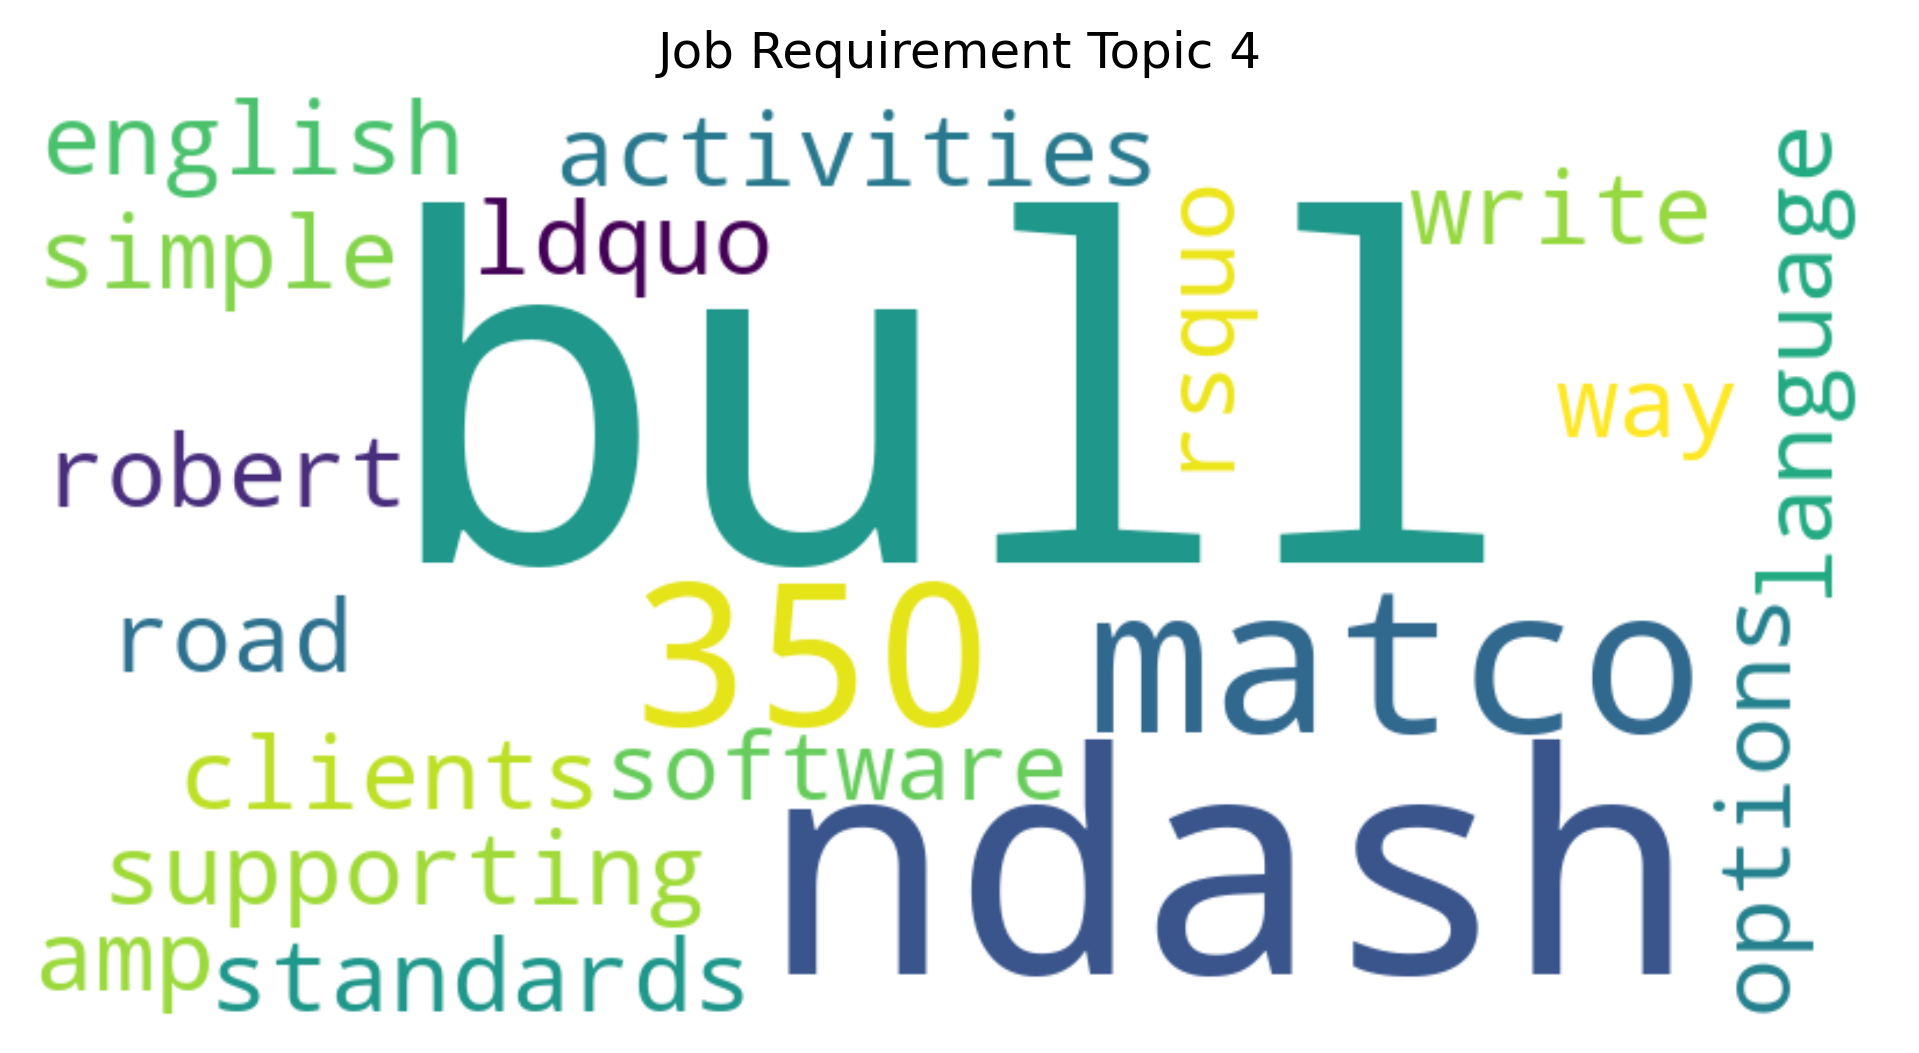 Job Requirement Topic 4
english
activities
simple
ldquo
bull
rsquo
write
language
way
robert
road
350
matco
options
clients
software
ndash
supporting
amp
standards